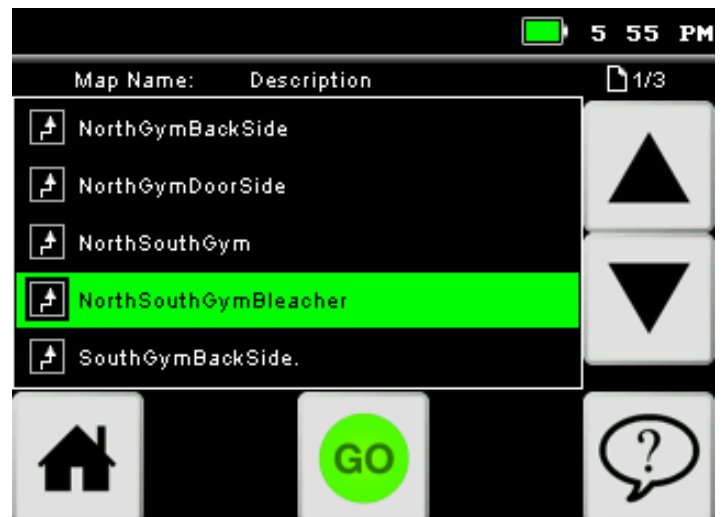 5 55 PM
Map Name: Description 1/3
NorthGymBackSide
NorthGymDoorSide
NorthSouthGym
NorthSouthGymBleacher
SouthGymBackSide.
GO
?